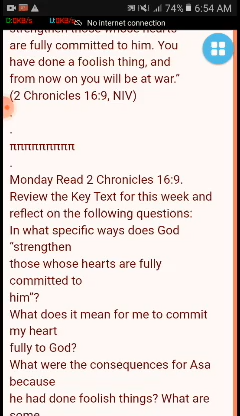 D:0KB/s U:0KB/s 74% 6:54 AM
No internet connection
strengthen those whose hearts
are fully committed to him. You
have done a foolish thing, and
from now on you will be at war.”
(2 Chronicles 16:9, NIV)
.
.
πππππππππ
.
Monday Read 2 Chronicles 16:9.
Review the Key Text for this week and
reflect on the following questions:
In what specific ways does God
“strengthen
those whose hearts are fully
committed to
him”?
What does it mean for me to commit
my heart
fully to God?
What were the consequences for Asa
because
he had done foolish things? What are
some